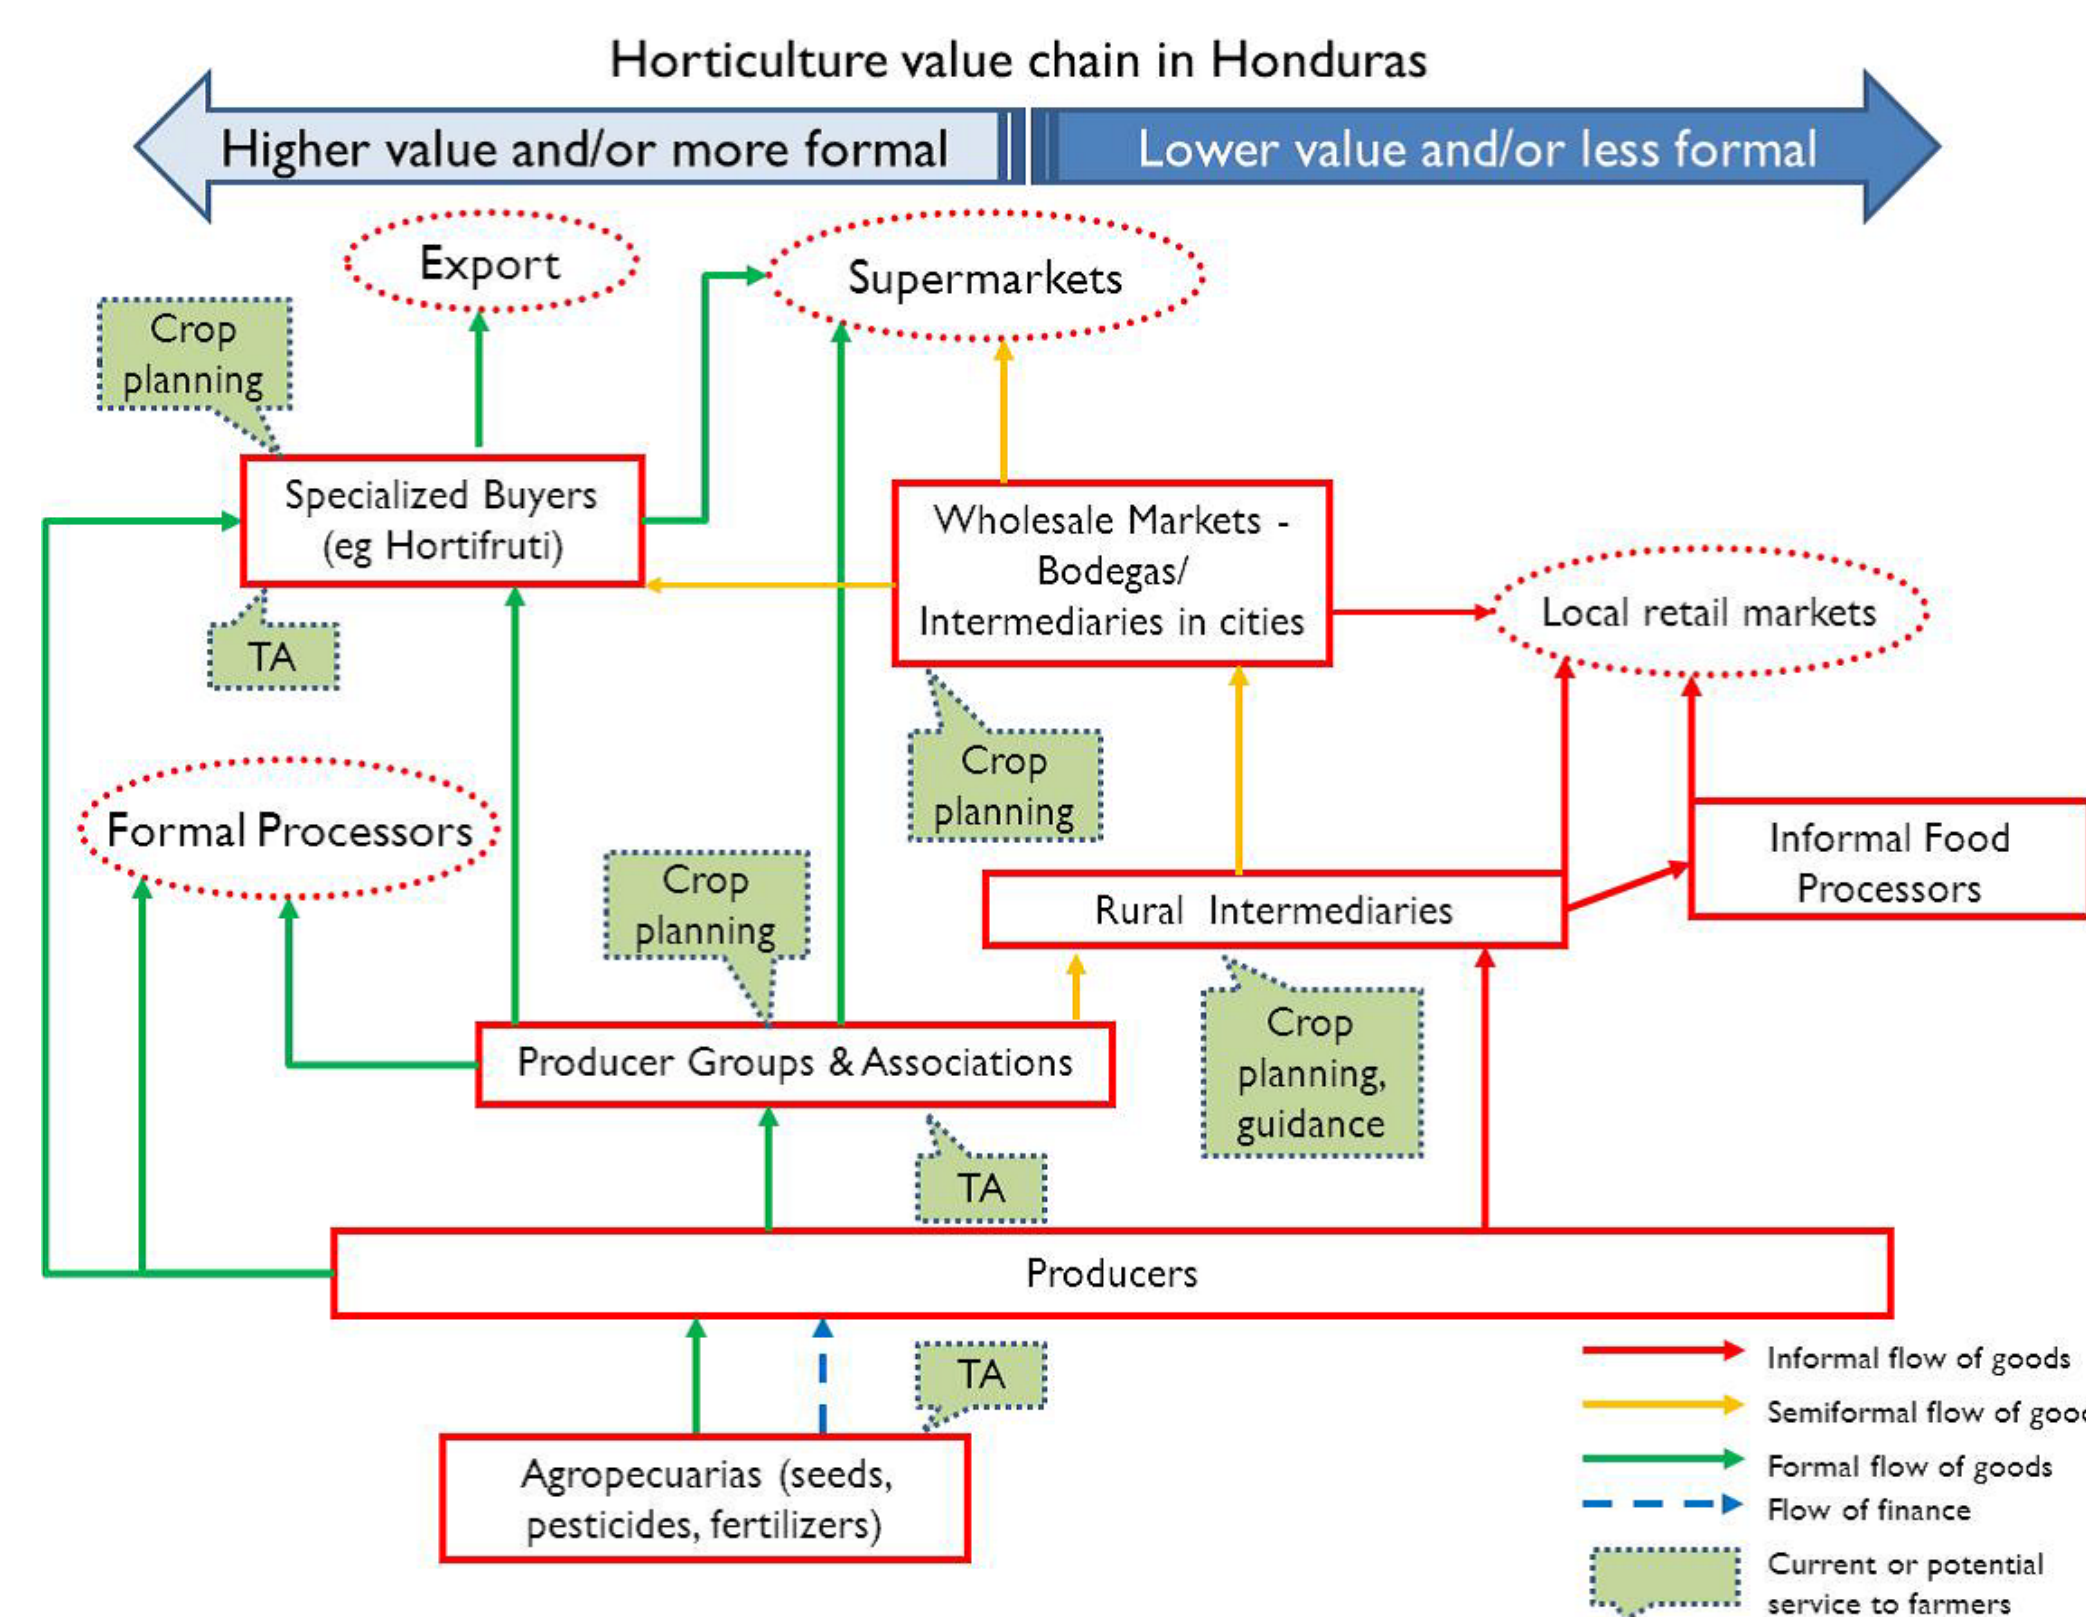 Horticulture value chain in Honduras
Higher value and/or more formal
Lower value and/or less formal
Export
Supermarkets
Crop
planning
Specialized Buyers
(eg Hortifruti)
TA
Wholesale Markets -
Bodegas/
Intermediaries in cities
Local retail markets
Crop
planning
Formal Processors
Crop
planning
Informal Food
Processors
Rural Intermediaries
Crop
planning,
guidance
Producer Groups & Associations
TA
Producers
TA
Agropecuarias (seeds,
pesticides, fertilizers)
Informal flow of goods
Semiformal flow of
Formal flow of goods
Flow of finance
Current or potential
service to farmers